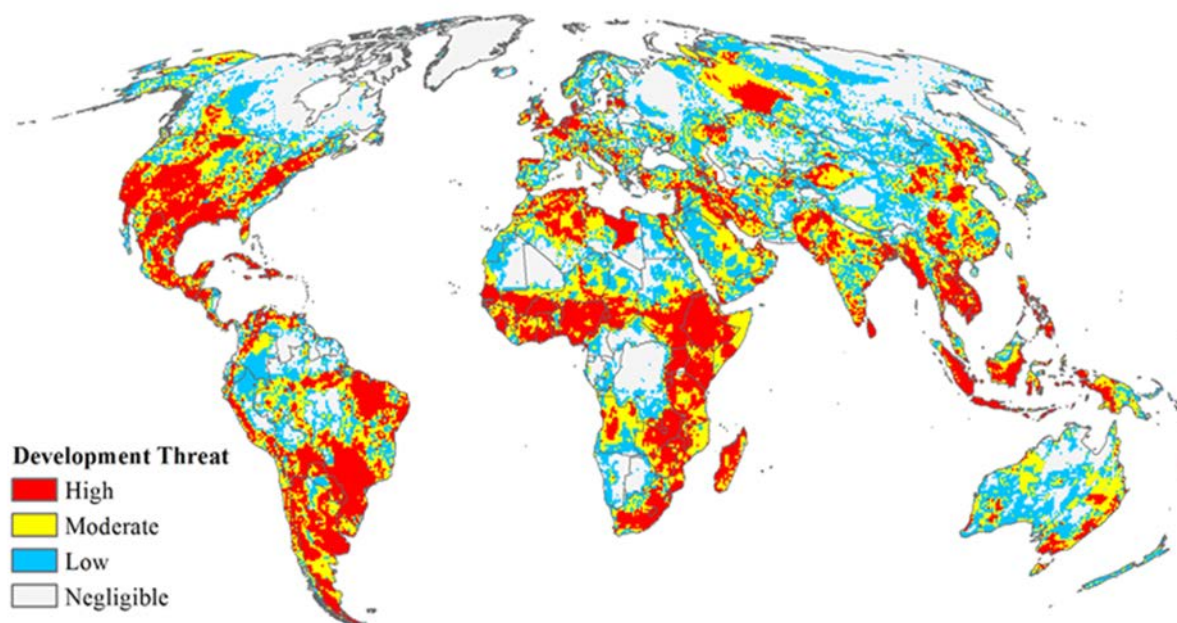 Development Threat
High
Moderate
Low
Negligible